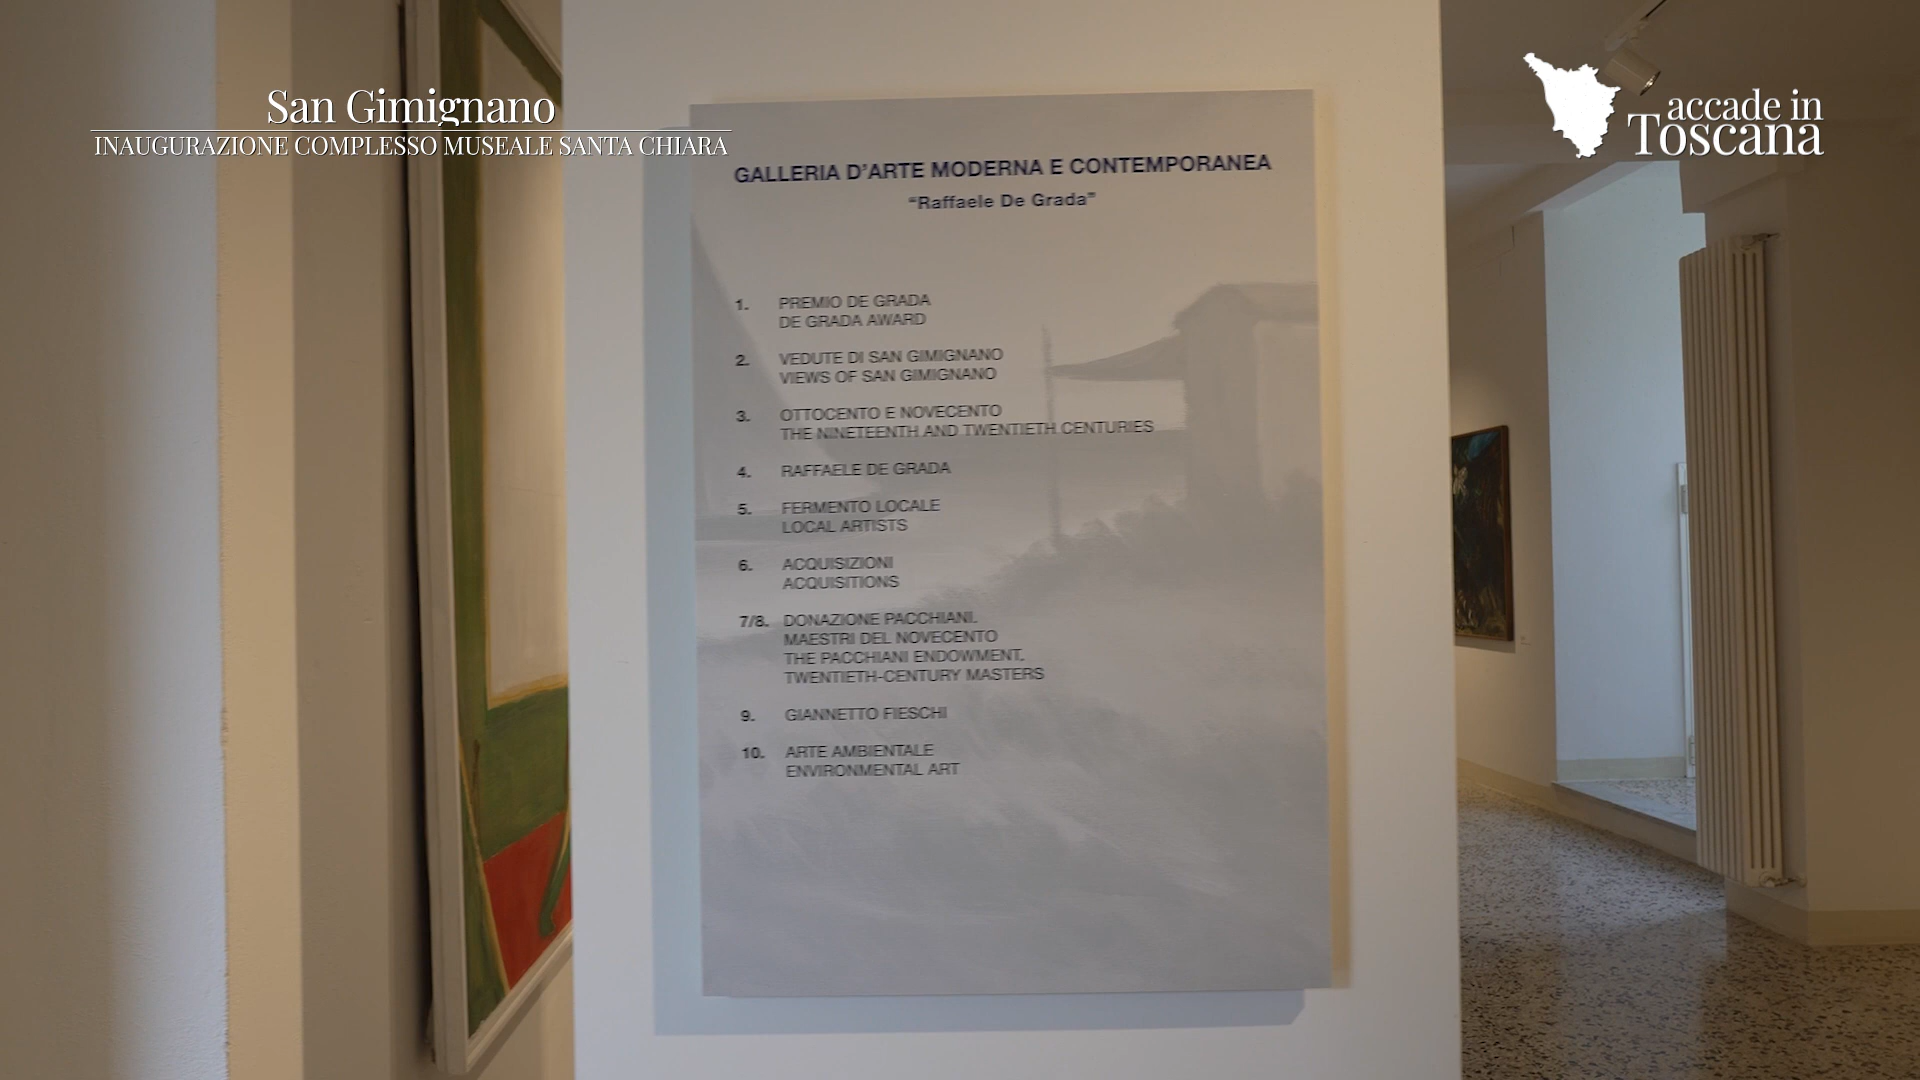 San Gimignano
INAUGURAZIONE COMPLESSO MUSEALE SANTA CHIARA
accade in
Toscana
GALLERIA D'ARTE MODERNA E CONTEMPORANEA
“Raffaele De Grada”
1. PREMIO DE GRADA
DE GRADA AWARD
2. VEDUTE DI SAN GIMIGNANO
VIEWS OF SAN GIMIGNANO
3. OTTOCENTO E NOVECENTO
THE NINETEENTH AND TWENTIETH CENTURIES
4. RAFFAELE DE GRADA
5. FERMENTO LOCALE
LOCAL ARTISTS
6. ACQUISIZIONI
ACQUISITIONS
7/8. DONAZIONE PACCHIANI.
MAESTRI DEL NOVECENTO
THE PACCHIANI ENDOWMENT.
TWENTIETH-CENTURY MASTERS
9. GIANNETTO FIESCHI
10. ARTE AMBIENTALE
ENVIRONMENTAL ART